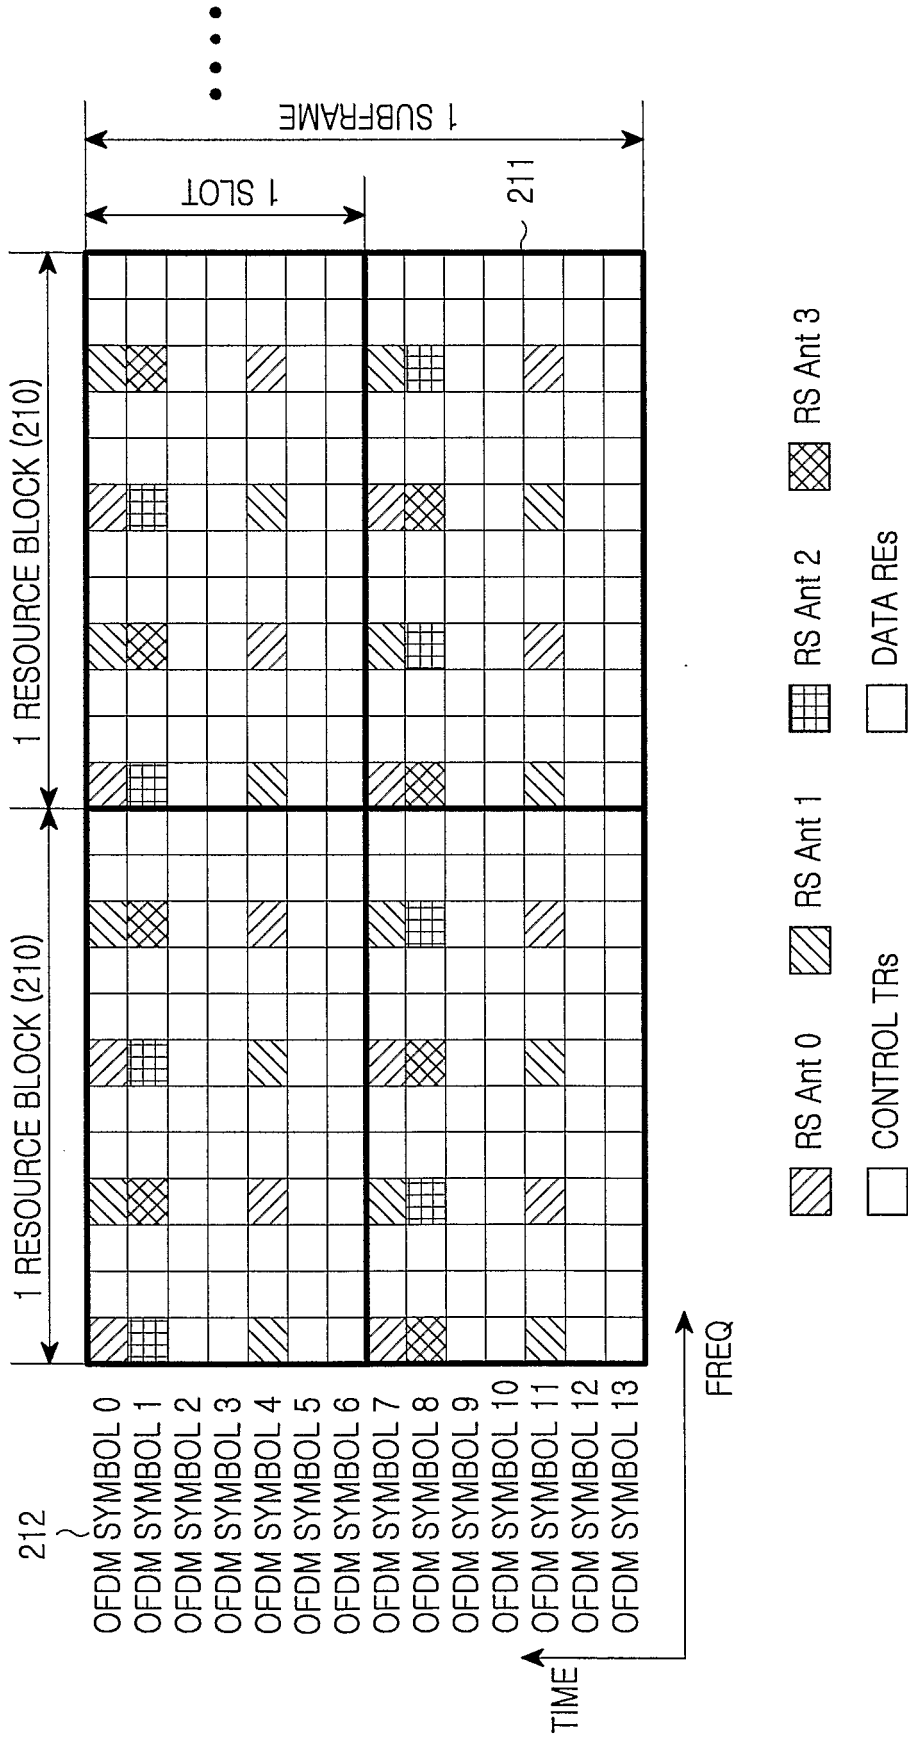 1 RESOURCE BLOCK (210)
1 RESOURCE BLOCK (210)
1 SLOT
1 SUBFRAME
211
212
OFDM SYMBOL 0
OFDM SYMBOL 1
OFDM SYMBOL 2
OFDM SYMBOL 3
OFDM SYMBOL 4
OFDM SYMBOL 5
OFDM SYMBOL 6
OFDM SYMBOL 7
OFDM SYMBOL 8
OFDM SYMBOL 9
OFDM SYMBOL 10
OFDM SYMBOL 11
OFDM SYMBOL 12
OFDM SYMBOL 13
TIME
FREQ
RS Ant 0
RS Ant 1
RS Ant 2
RS Ant 3
CONTROL TRs
DATA REs